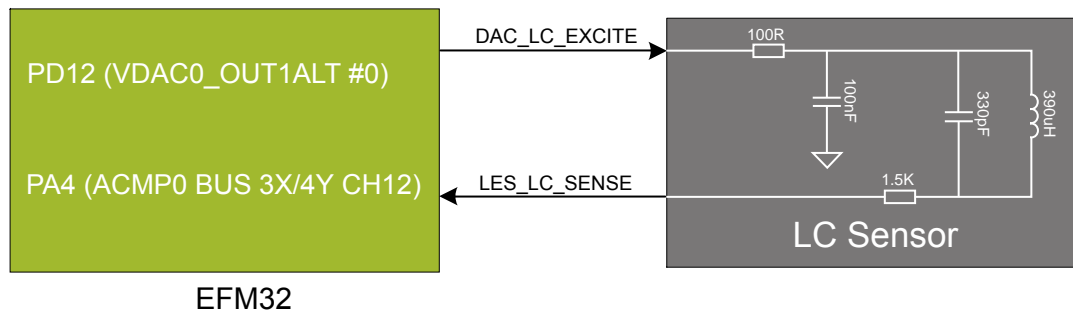 DAC_LC_EXCITE
PD12 (VDAC0_OUT1ALT #0)
PA4 (ACMP0 BUS 3X/4Y CH12)
LES_LC_SENSE
EFM32
100R
100nF
330pF
390uH
1.5K
LC Sensor